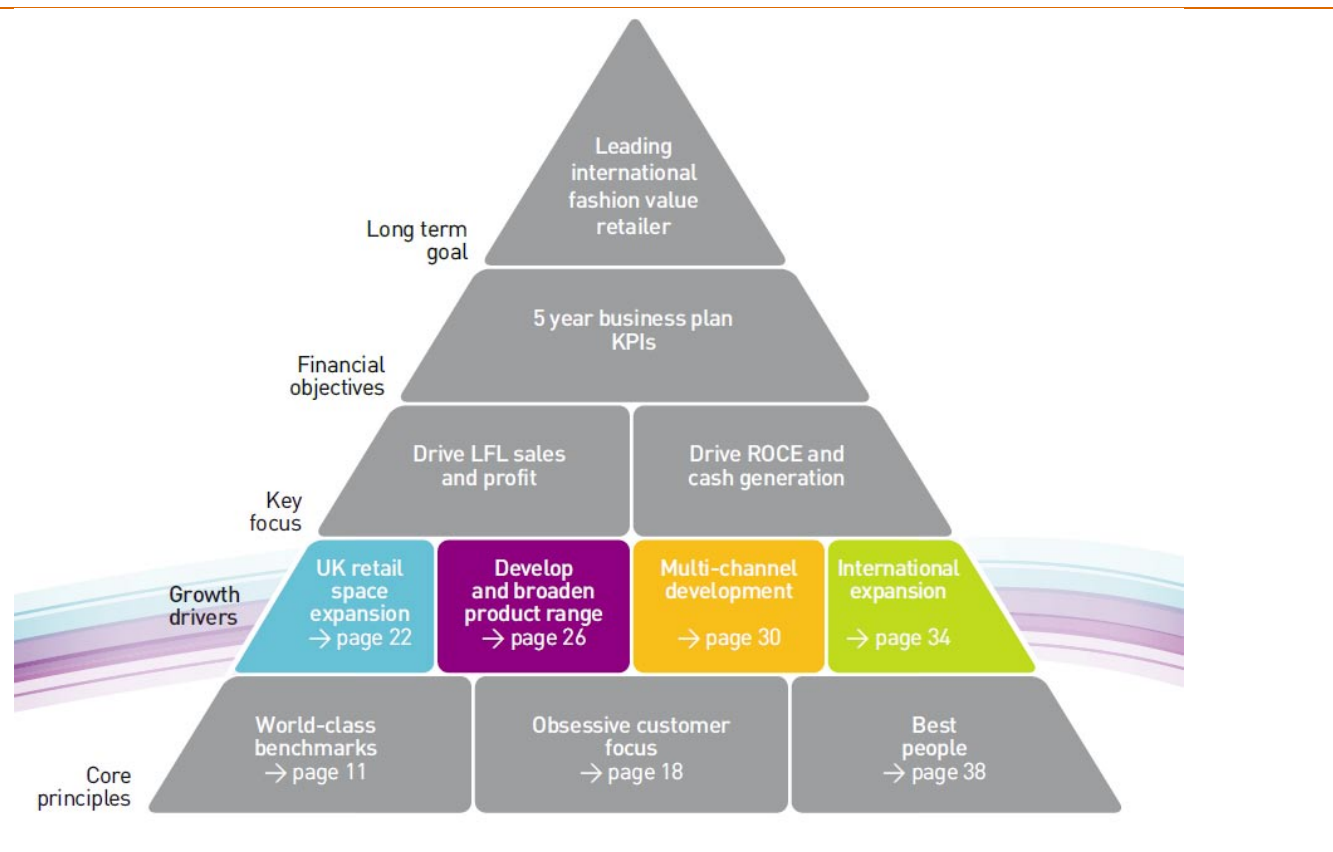 Leading
international
fashion value
retailer
Long term
goal
5 year business plan
KPIs
Financial
objectives
Drive LFL sales
and profit
Drive ROCE and
cash generation
Key
focus
UK retail
space
expansion
→ page 22
Develop
and broaden
product range
→ page 26
Multi-channel
development
→ page 30
International
expansion
→ page 34
Growth
drivers
World-class
benchmarks
→ page 11
Obsessive customer
focus
→ page 18
Best
people
→ page 38
Core
principles